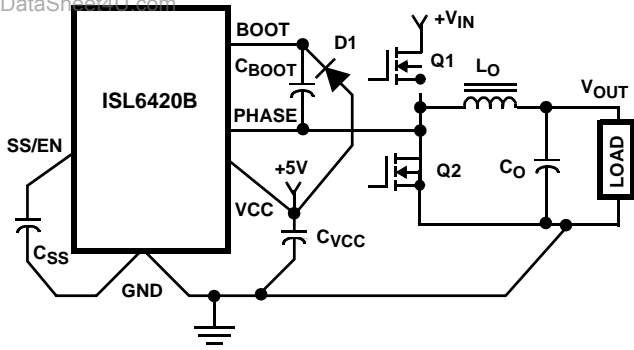 DataSheet4U.com
BOOT
D1
+VIN
CBOOT
Q1
LO
ISL6420B
VOUT
PHASE
SS/EN
+5V
Q2
CO
LOAD
VCC
CVCC
CSS
GND